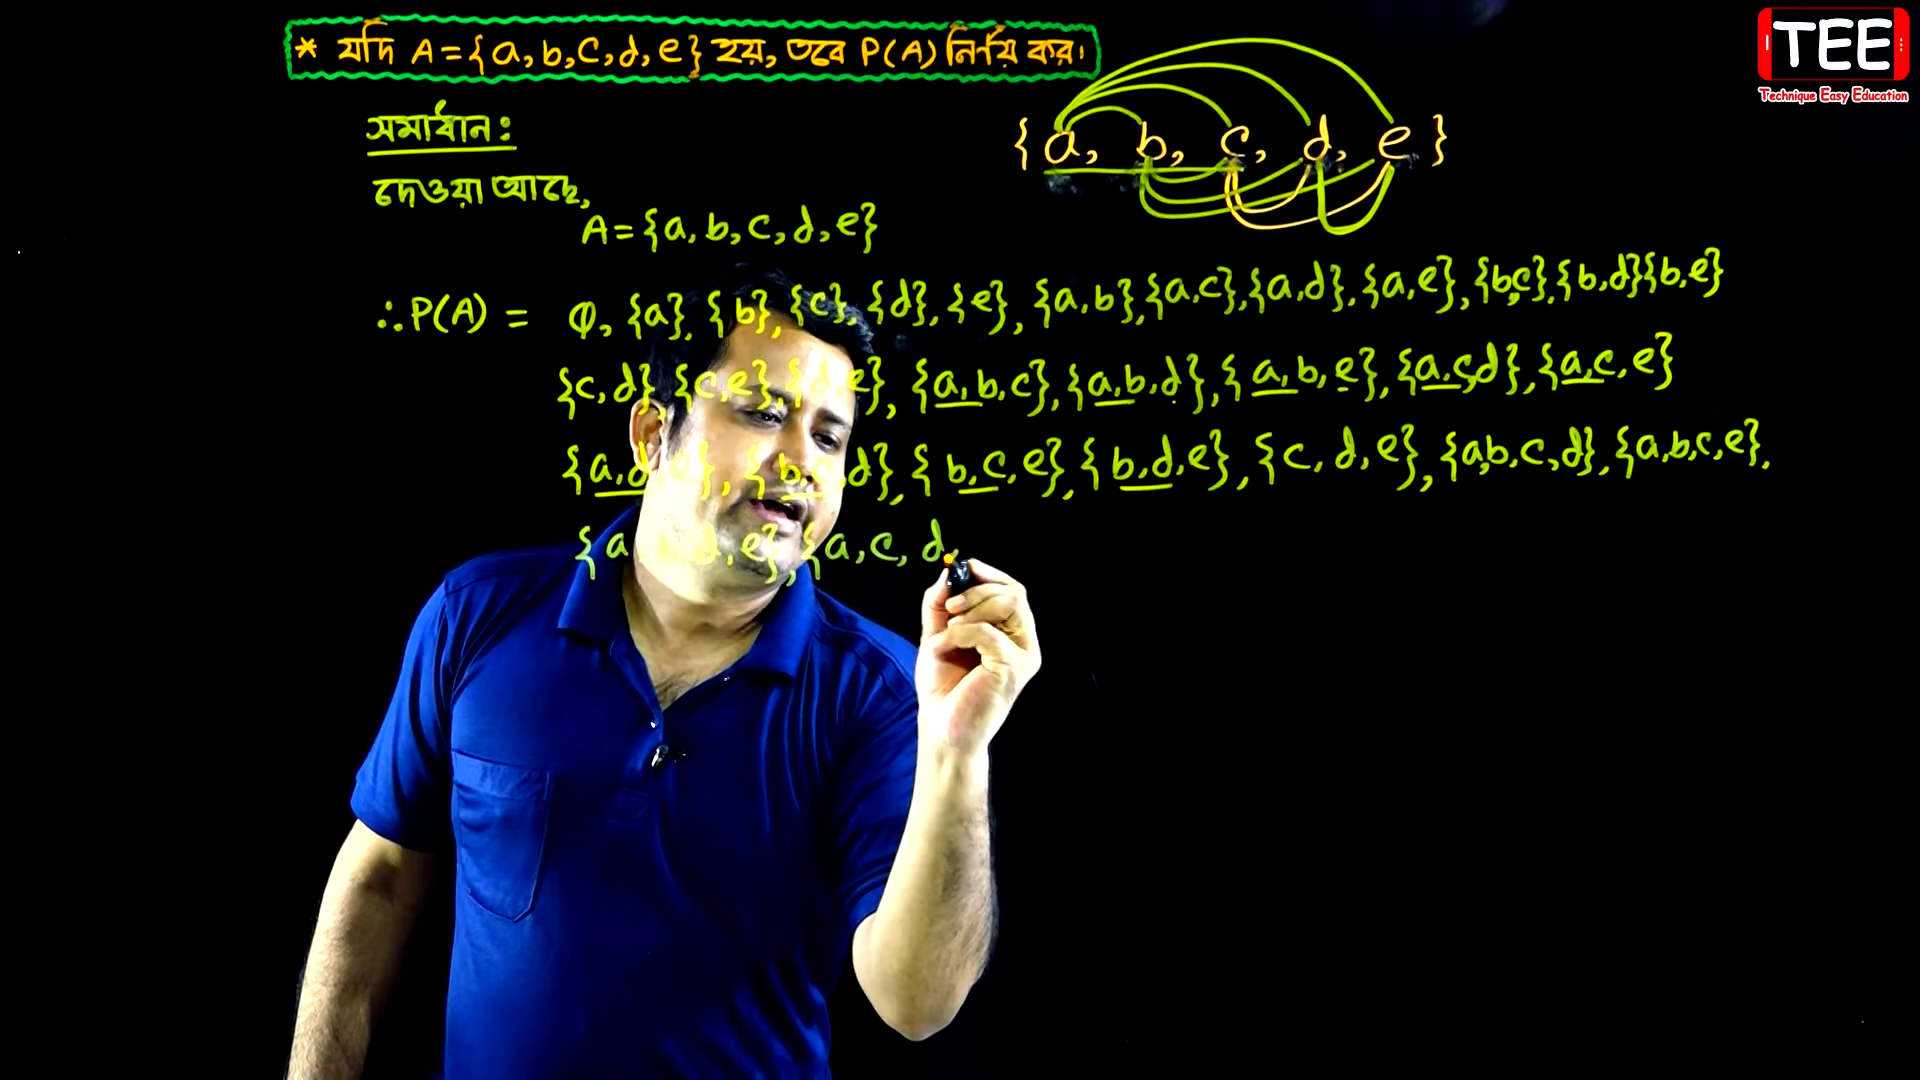 * যদি A={a,b,c,d,e} হয়, তবে P(A) নির্ণয় কর।
TEE
Technique Easy Education
সমাধানঃ
{a, b, c, d, e}
দেওয়া আছে,
A={a,b,c,d,e}
∴P(A) = φ, {a}, {b}, {c}, {d}, {e}, {a,b},{a,c},{a,d},{a,e},{b,c},{b,d}{b,e}
{c,d},{c,e},{d,e}, {a,b,c},{a,b,d},{a,b,e},{a,c,d},{a,c,e}
{a,d,e}, {b,c,d},{b,c,e},{b,d,e}, {c,d,e},{a,b,c,d},{a,b,c,e},
{a d,e},{a,c,d,